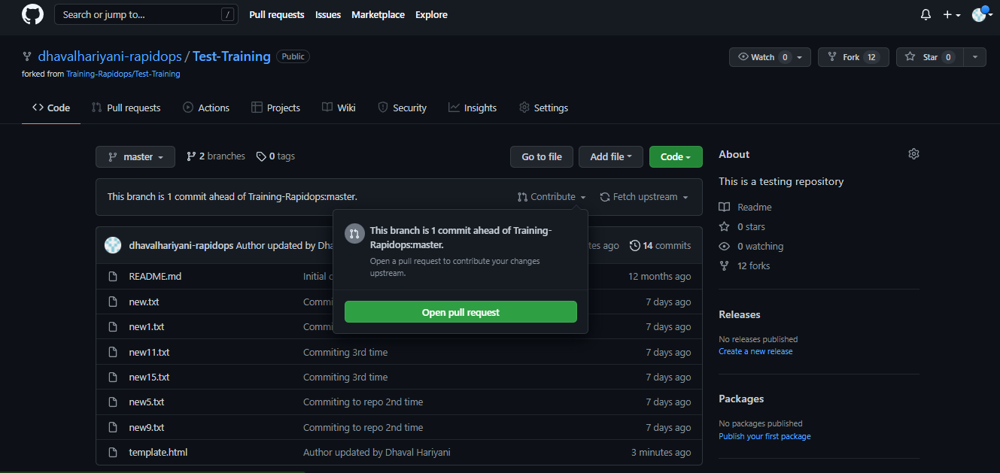 Search or jump to... /
Pull requests Issues Marketplace Explore
dhavalhariyani-rapidops / Test-Training Public
Watch 0 Fork 12 Star 0
forked from Training-Rapidops/Test-Training
Code Pull requests Actions Projects Wiki Security Insights Settings
master 2 branches 0 tags Go to file Add file Code
This branch is 1 commit ahead of Training-Rapidops:master. Contribute Fetch upstream
This branch is 1 commit ahead of Training-
Rapidops:master.
Open a pull request to contribute your changes
upstream.
Open pull request
dhavalhariyani-rapidops Author updated by Dha tes ago 14 commits
README.md Initial c 12 months ago
new.txt Commi 7 days ago
new1.txt Commi 7 days ago
new11.txt Commiting 3rd time 7 days ago
new15.txt Commiting 3rd time 7 days ago
new5.txt Commiting to repo 2nd time 7 days ago
new9.txt Commiting to repo 2nd time 7 days ago
template.html Author updated by Dhaval Hariyani 3 minutes ago
About
This is a testing repository
Readme
0 stars
0 watching
12 forks
Releases
No releases published
Create a new release
Packages
No packages published
Publish your first package